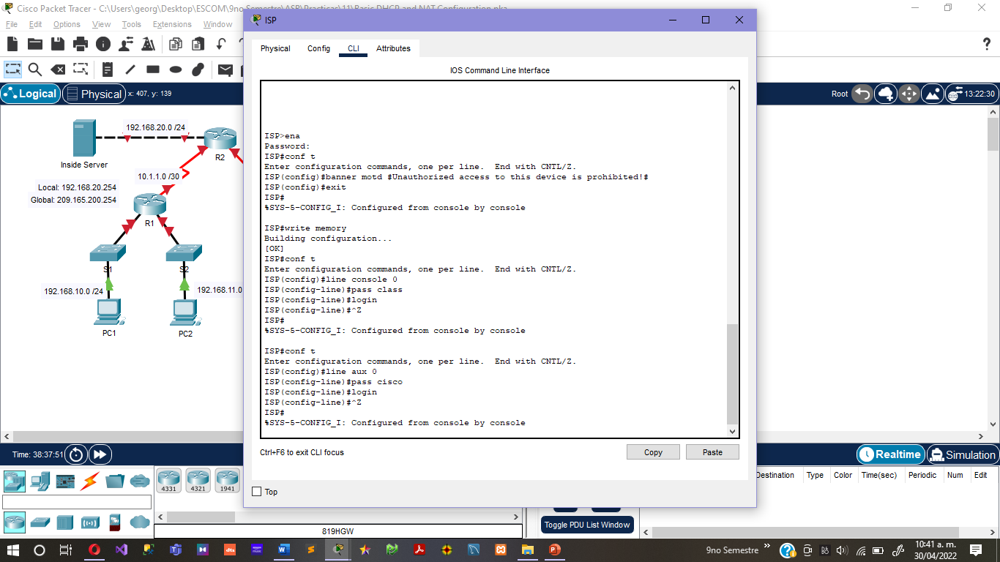 Cisco Packet Tracer - C:\Users\georg\Desktop\ESCOM\9no Semestre\ASR\Practicas\11\Basic DHCP and NAT Configuration.pka
File Edit Options View Tools Extensions Window
Logical Physical x: 407, y: 139
Root 13:22:30
192.168.20.0 /24
Inside Server
R2
10.1.1.0 /30
Local: 192.168.20.254
Global: 209.165.200.254
R1
S1 S2
192.168.10.0 /24 192.168.11.0
PC1 PC2
ISP
Physical Config CLI Attributes
IOS Command Line Interface
ISP>ena
Password:
ISP#conf t
Enter configuration commands, one per line. End with CNTL/Z.
ISP(config)#banner motd #Unauthorized access to this device is prohibited!#
ISP(config)#exit
ISP#
%SYS-5-CONFIG_I: Configured from console by console
ISP#write memory
Building configuration...
[OK]
ISP#conf t
Enter configuration commands, one per line. End with CNTL/Z.
ISP(config)#line console 0
ISP(config-line)#pass class
ISP(config-line)#login
ISP(config-line)#^Z
ISP#
%SYS-5-CONFIG_I: Configured from console by console
ISP#conf t
Enter configuration commands, one per line. End with CNTL/Z.
ISP(config)#line aux 0
ISP(config-line)#pass cisco
ISP(config-line)#login
ISP(config-line)#^Z
ISP#
%SYS-5-CONFIG_I: Configured from console by console
Ctrl+F6 to exit CLI focus
Copy Paste
Top
Time: 38:37:51
Realtime Simulation
4331 4321 1941
819HGW
Destination Type Color Time(sec) Periodic Num Edit
Toggle PDU List Window
9no Semestre
10:41 a. m.
30/04/2022